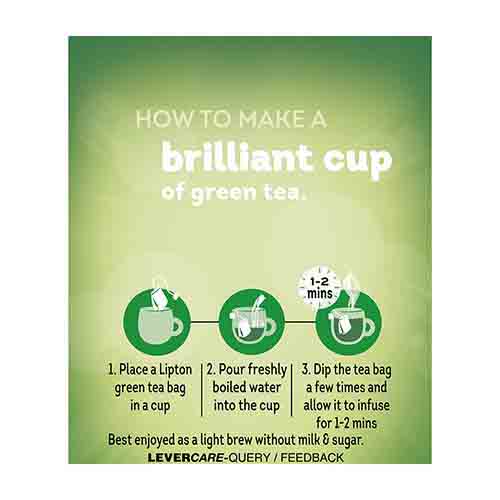 HOW TO MAKE A
brilliant cup
of green tea.
1-2
mins
1. Place a Lipton
green tea bag
in a cup
2. Pour freshly
boiled water
into the cup
3. Dip the tea bag
a few times and
allow it to infuse
for 1-2 mins
Best enjoyed as a light brew without milk & sugar.
LEVERCARE-QUERY / FEEDBACK